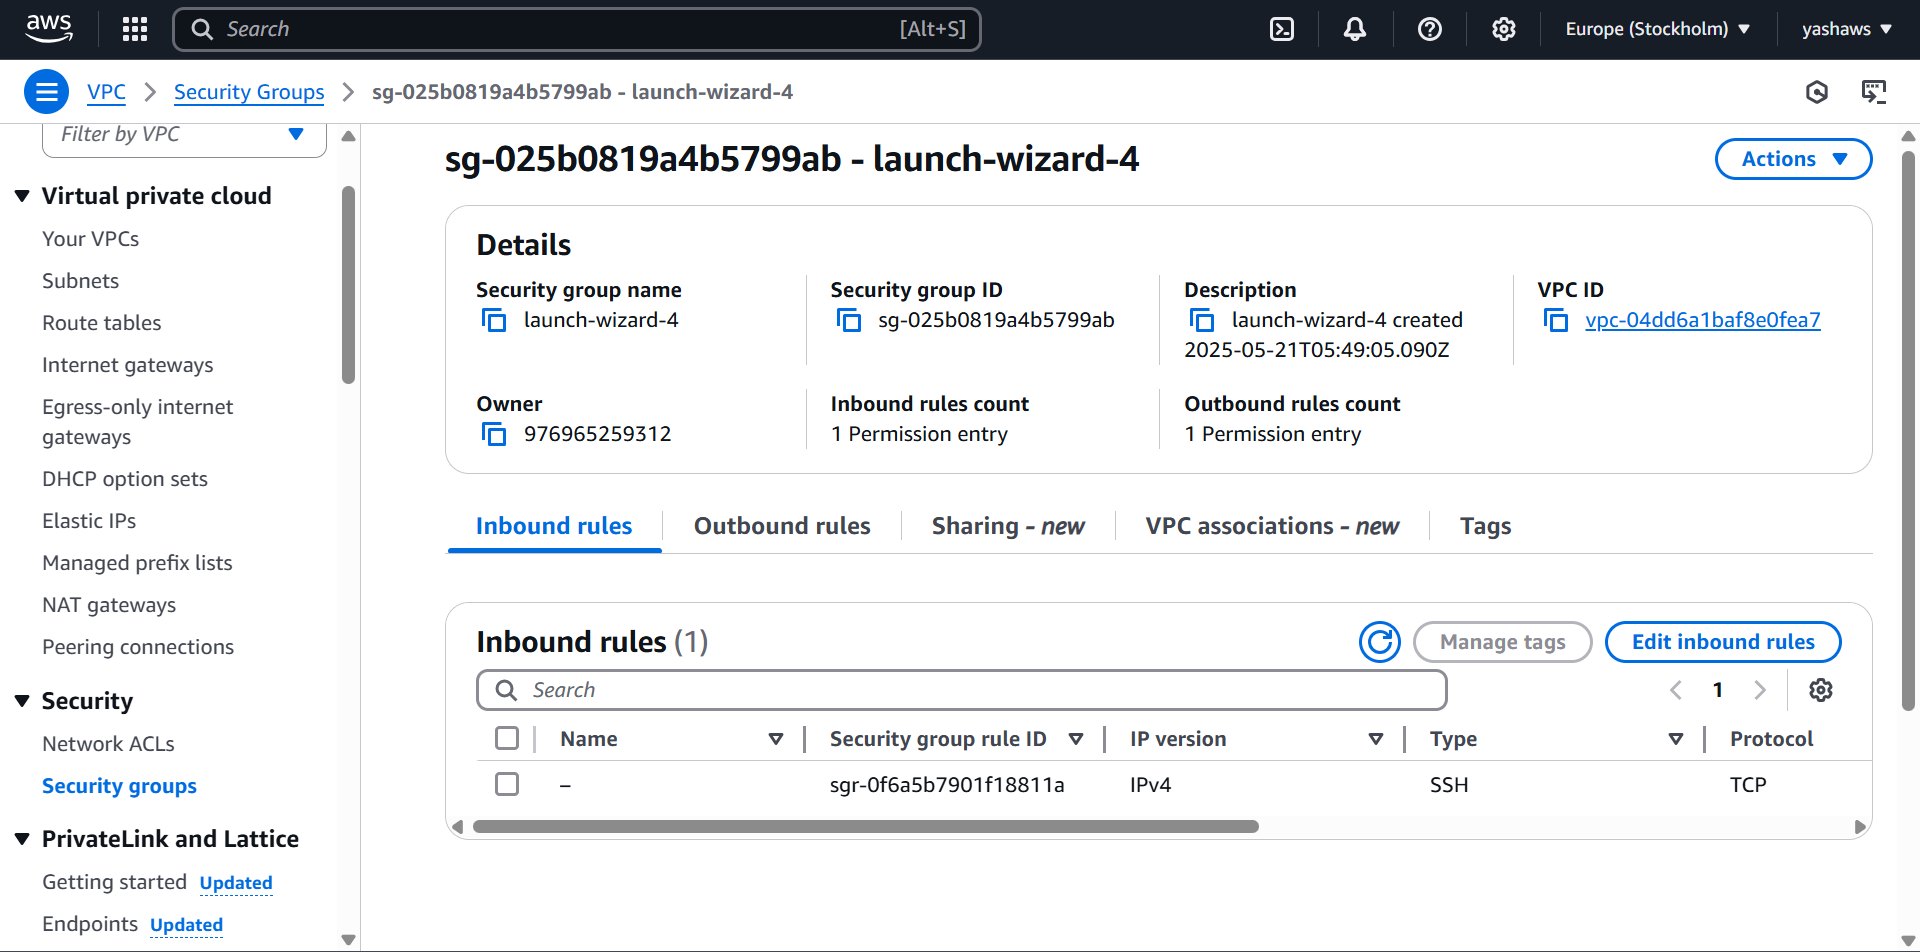 aws
Search [Alt+S]
Europe (Stockholm)
yashaws
VPC
Security Groups
sg-025b0819a4b5799ab - launch-wizard-4
Filter by VPC
Virtual private cloud
Your VPCs
Subnets
Route tables
Internet gateways
Egress-only internet
gateways
DHCP option sets
Elastic IPs
Managed prefix lists
NAT gateways
Peering connections
Security
Network ACLs
Security groups
PrivateLink and Lattice
Getting started Updated
Endpoints Updated
sg-025b0819a4b5799ab - launch-wizard-4
Actions
Details
Security group name
launch-wizard-4
Security group ID
sg-025b0819a4b5799ab
Description
launch-wizard-4 created
2025-05-21T05:49:05.090Z
VPC ID
vpc-04dd6a1baf8e0fea7
Owner
976965259312
Inbound rules count
1 Permission entry
Outbound rules count
1 Permission entry
Inbound rules
Outbound rules
Sharing - new
VPC associations - new
Tags
Inbound rules (1)
Manage tags
Edit inbound rules
Search
1
Name Security group rule ID IP version Type Protocol
– sgr-0f6a5b7901f18811a IPv4 SSH TCP